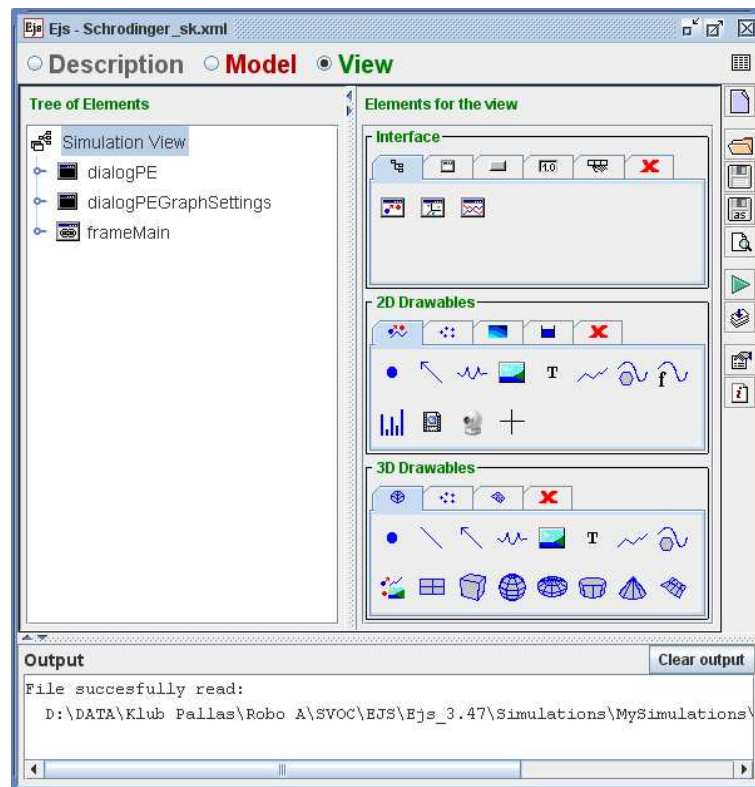 Ejs Ejs - Schrodinger_sk.xml
Description Model View
Tree of Elements
Simulation View
dialogPE
dialogPEGraphSettings
frameMain
Elements for the view
Interface
2D Drawables
T
f
3D Drawables
T
as
i
Output
Clear output
File succesfully read:
D:\DATA\Klub Pallas\Robo A\SVOC\EJS\Ejs_3.47\Simulations\MySimulations\